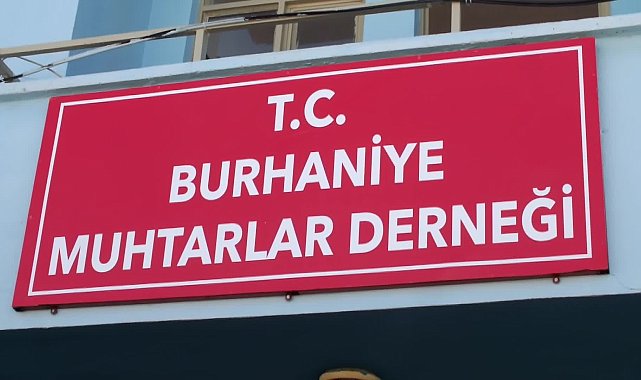 T.C.
BURHANİYE
MUHTARLAR DERNEĞİ